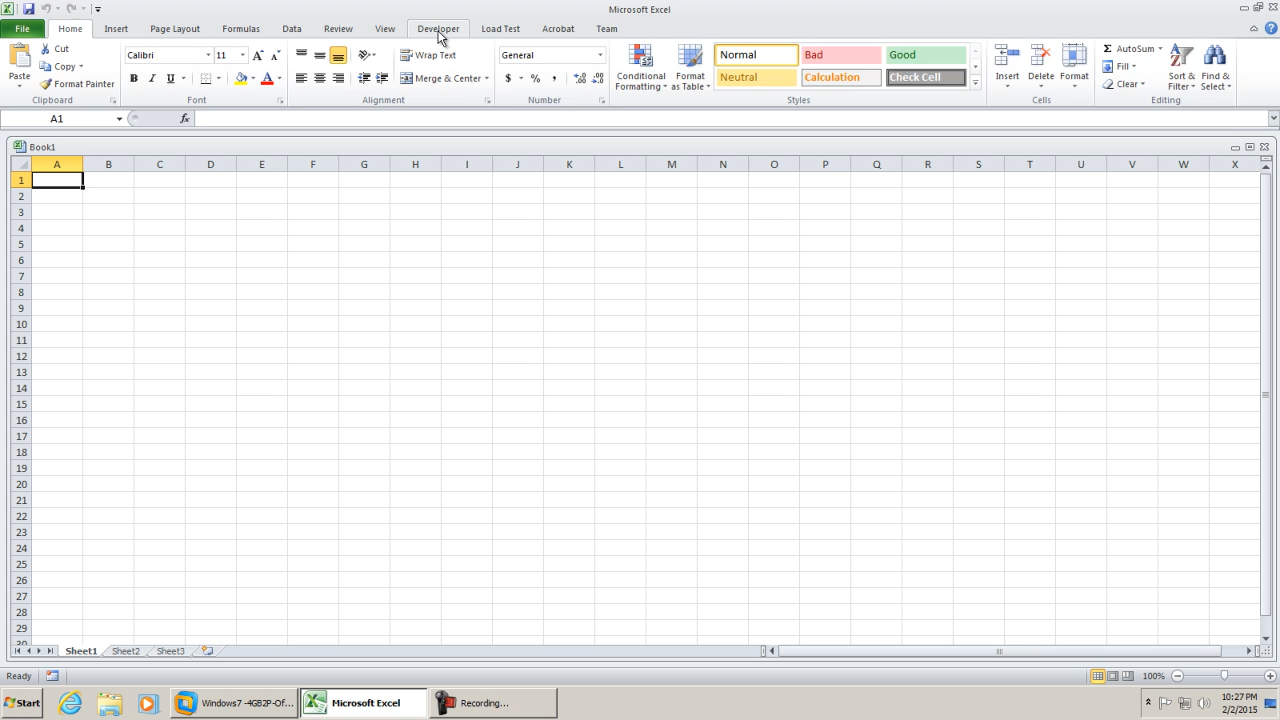 Microsoft Excel
File Home Insert Page Layout Formulas Data Review View Developer Load Test Acrobat Team
Paste
Cut
Copy
Format Painter
Clipboard
Calibri 11
B I U
A
Font
Wrap Text
Merge & Center
Alignment
General
$ % ,
Number
Conditional Formatting
Format as Table
Normal Bad Good
Neutral Calculation Check Cell
Styles
Insert Delete Format
Cells
Σ AutoSum
Fill
Clear
Sort & Filter
Find & Select
Editing
A1 fx
Book1
A B C D E F G H I J K L M N O P Q R S T U V W X
1
2
3
4
5
6
7
8
9
10
11
12
13
14
15
16
17
18
19
20
21
22
23
24
25
26
27
28
29
30
Sheet1 Sheet2 Sheet3
Ready 100%
Start Windows7 -4GB2P-Of... Microsoft Excel Recording... 10:27 PM
2/2/2015